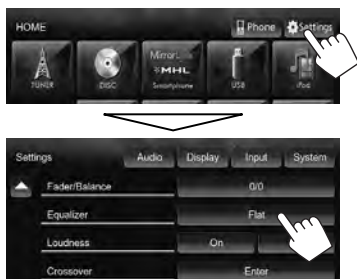 HOME Phone Settings
TUNER DISC MirrorLink MHL Smartphone USB iPod
Settings Audio Display Input System
Fader/Balance 0/0
Equalizer Flat
Loudness On
Crossover Enter